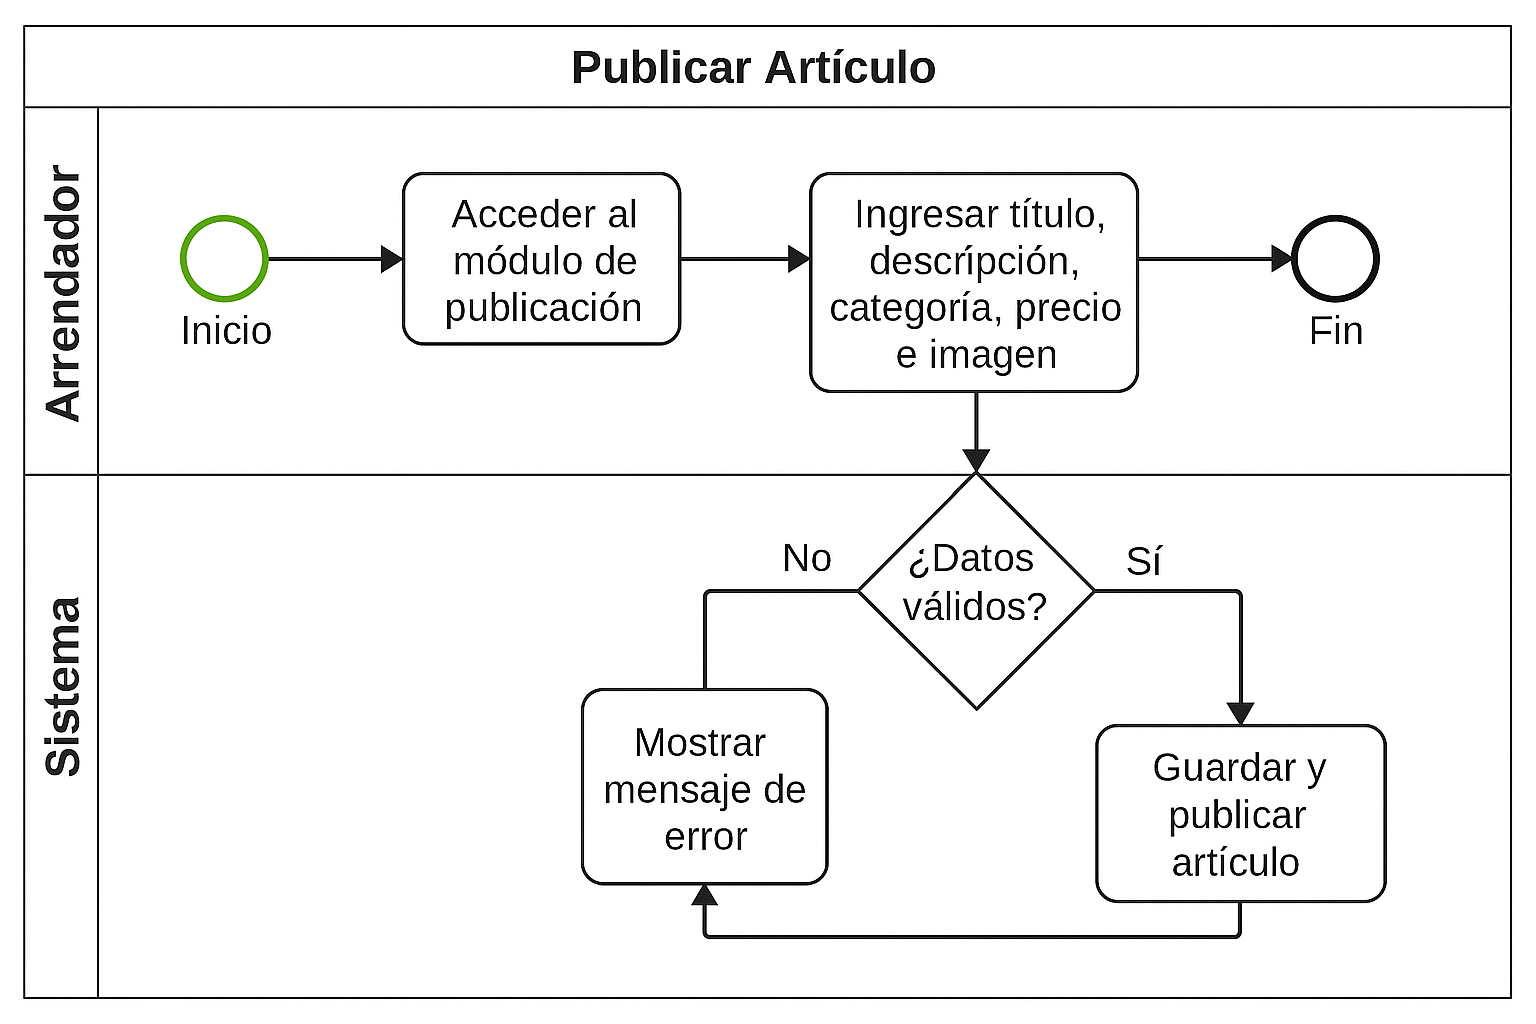 Publicar Artículo
Arrendador
Inicio
Acceder al
módulo de
publicación
Ingresar título,
descrípción,
categoría, precio
e imagen
Fin
Sistema
¿Datos
válidos?
No
Sí
Mostrar
mensaje de
error
Guardar y
publicar
artículo